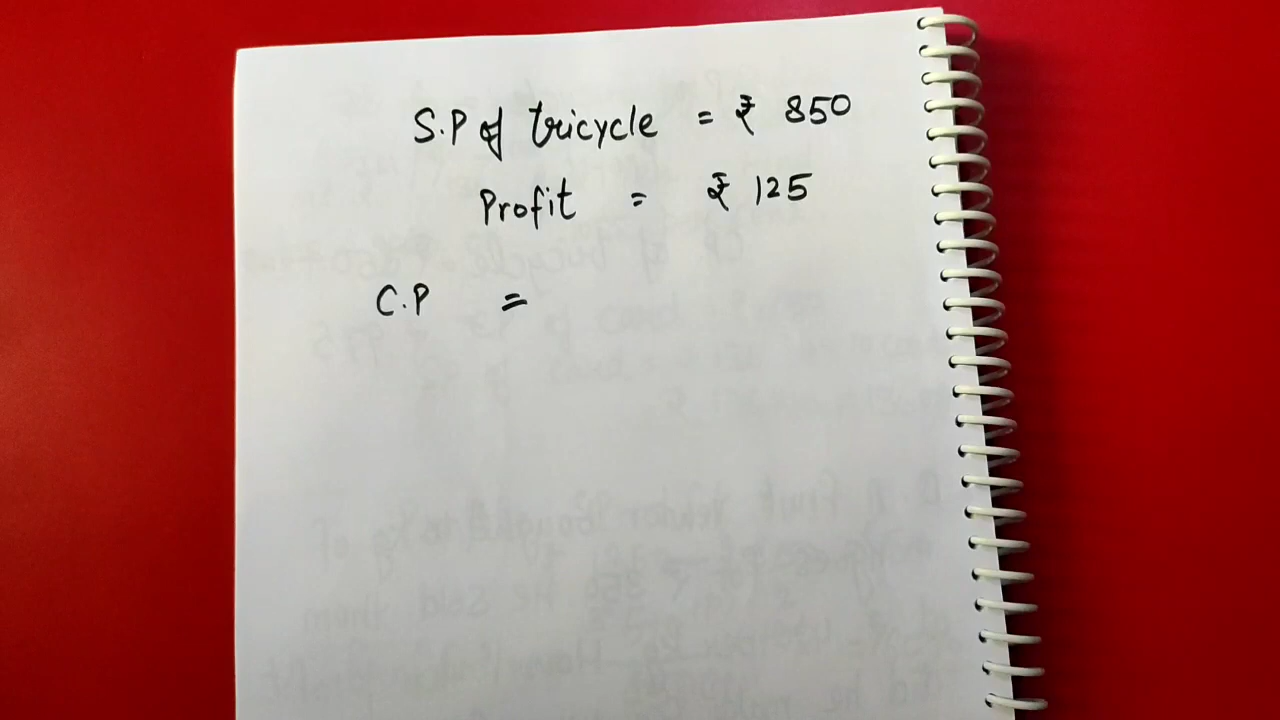 S.P of tricycle = ₹ 850
Profit = ₹ 125
C.P =